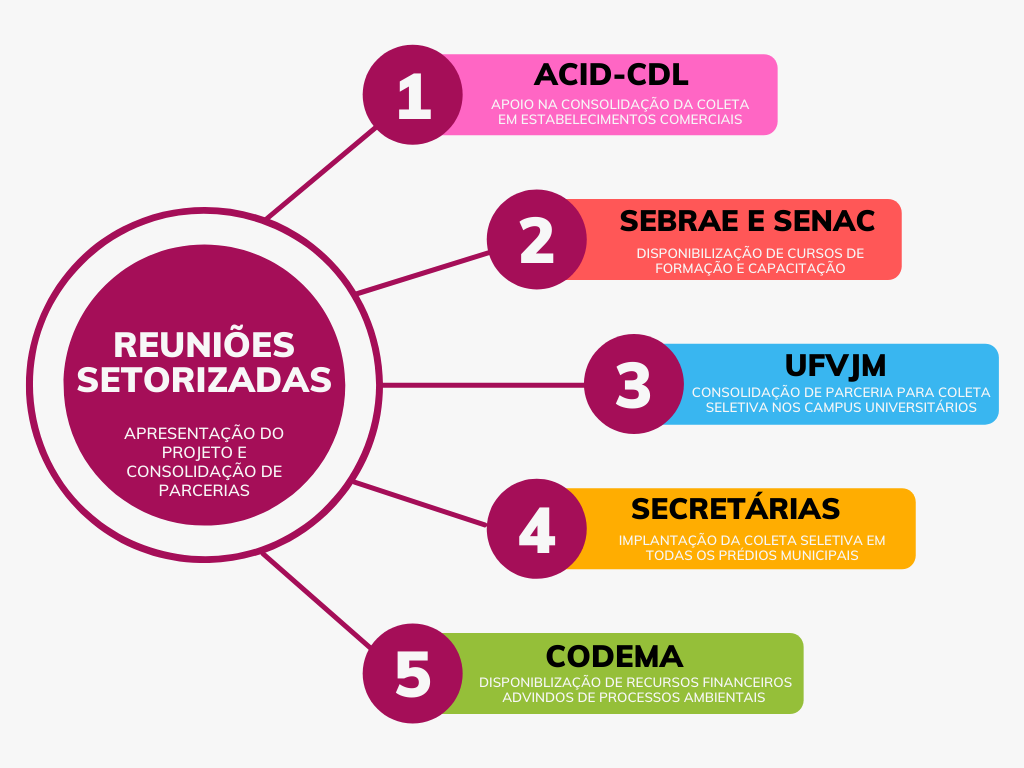 REUNIÕES
SETORIZADAS
APRESENTAÇÃO DO
PROJETO E
CONSOLIDAÇÃO DE
PARCERIAS
1
ACID-CDL
APOIO NA CONSOLIDAÇÃO DA COLETA
EM ESTABELECIMENTOS COMERCIAIS
2
SEBRAE E SENAC
DISPONIBILIZAÇÃO DE CURSOS DE
FORMAÇÃO E CAPACITAÇÃO
3
UFVJM
CONSOLIDAÇÃO DE PARCERIA PARA COLETA
SELETIVA NOS CAMPUS UNIVERSITÁRIOS
4
SECRETÁRIAS
IMPLANTAÇÃO DA COLETA SELETIVA EM
TODAS OS PRÉDIOS MUNICIPAIS
5
CODEMA
DISPONIBLIZAÇÃO DE RECURSOS FINANCEIROS
ADVINDOS DE PROCESSOS AMBIENTAIS